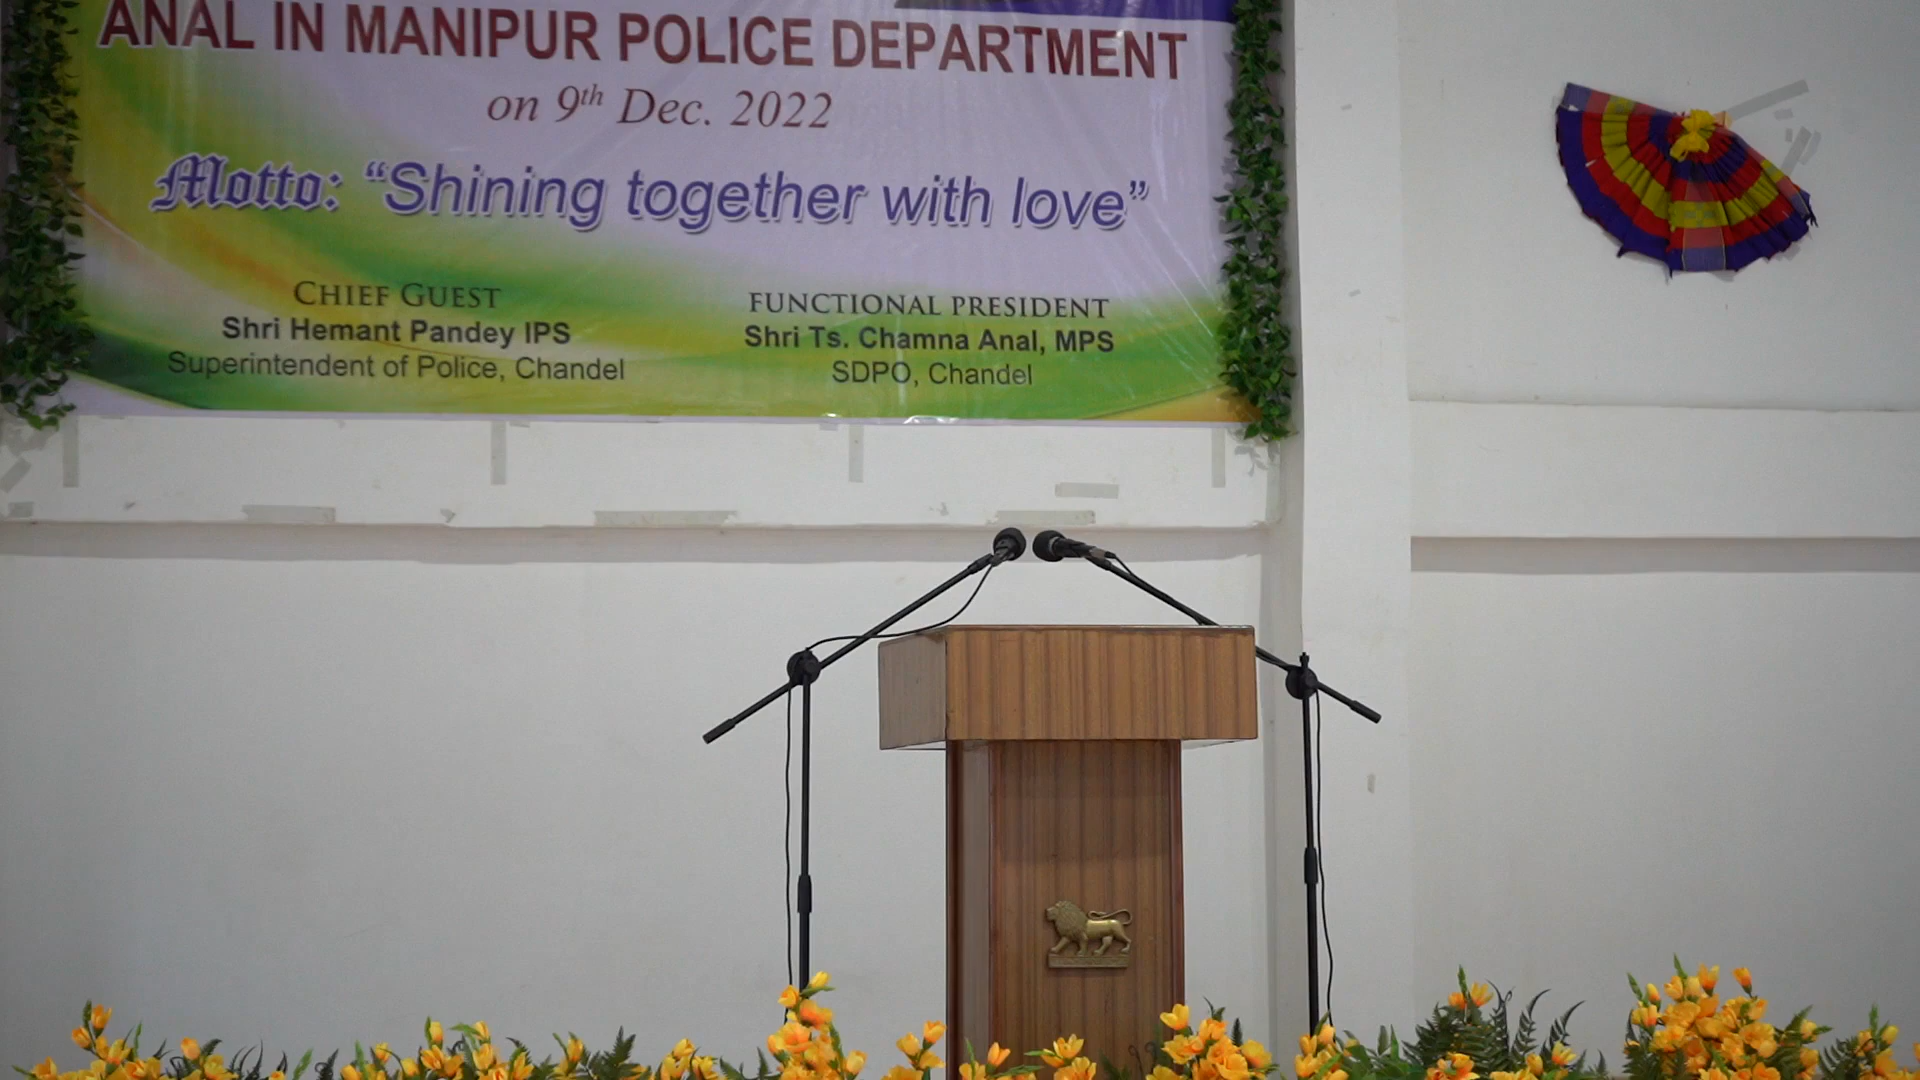 ANAL IN MANIPUR POLICE DEPARTMENT
on 9th Dec. 2022
Motto: “Shining together with love”
CHIEF GUEST
Shri Hemant Pandey IPS
Superintendent of Police, Chandel
FUNCTIONAL PRESIDENT
Shri Ts. Chamna Anal, MPS
SDPO, Chandel